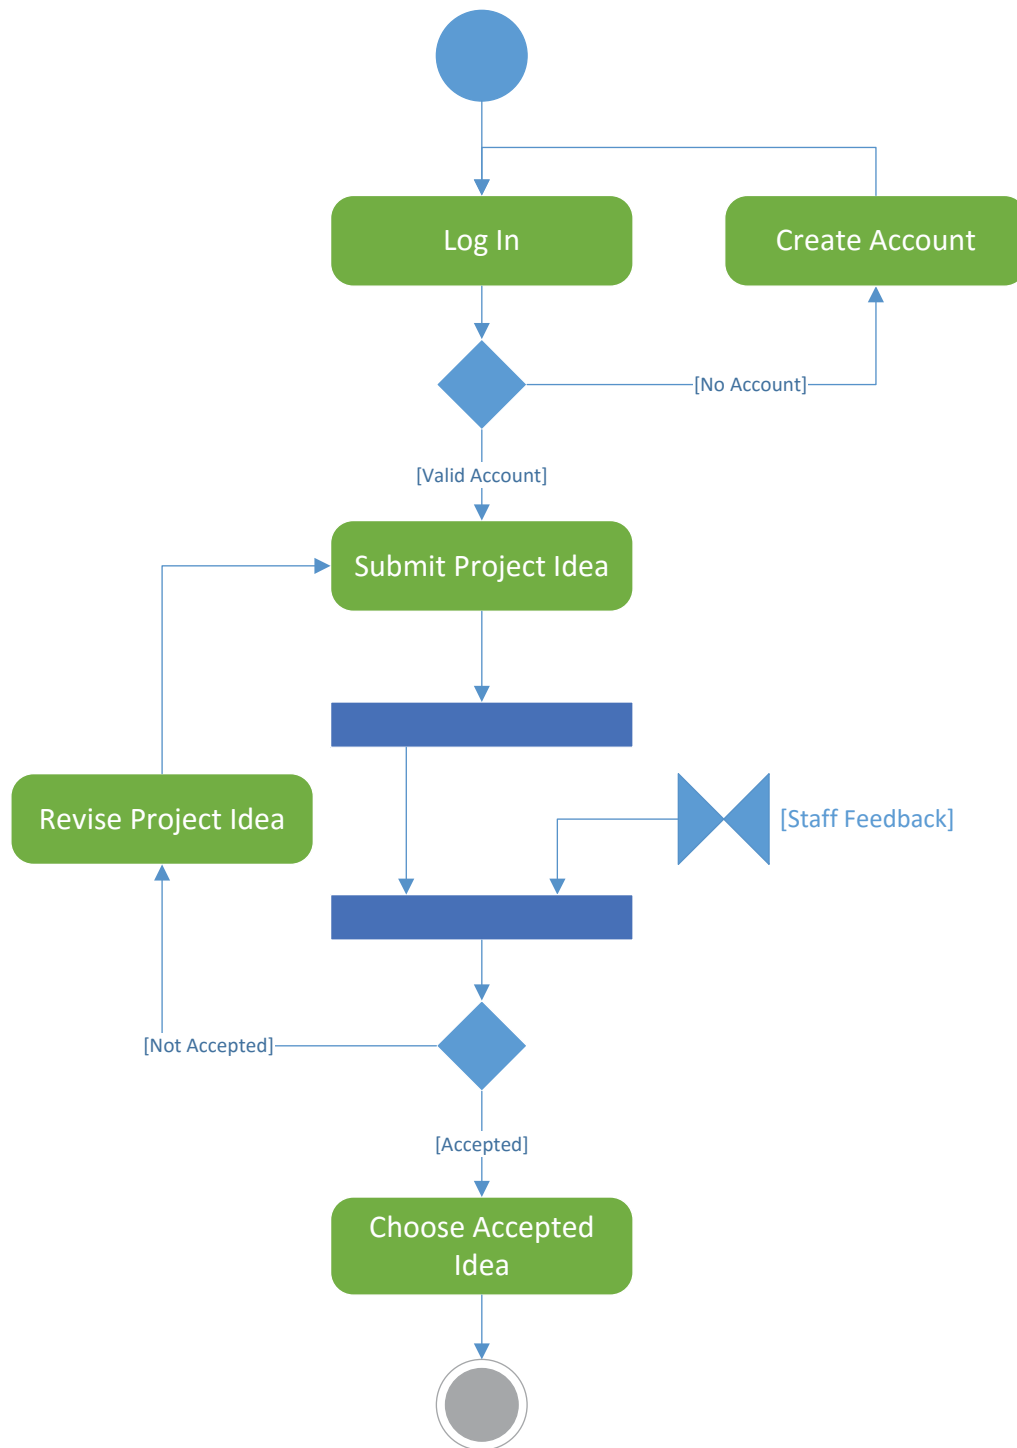 Log In
Create Account
[No Account]
[Valid Account]
Submit Project Idea
Revise Project Idea
[Staff Feedback]
[Not Accepted]
[Accepted]
Choose Accepted
Idea